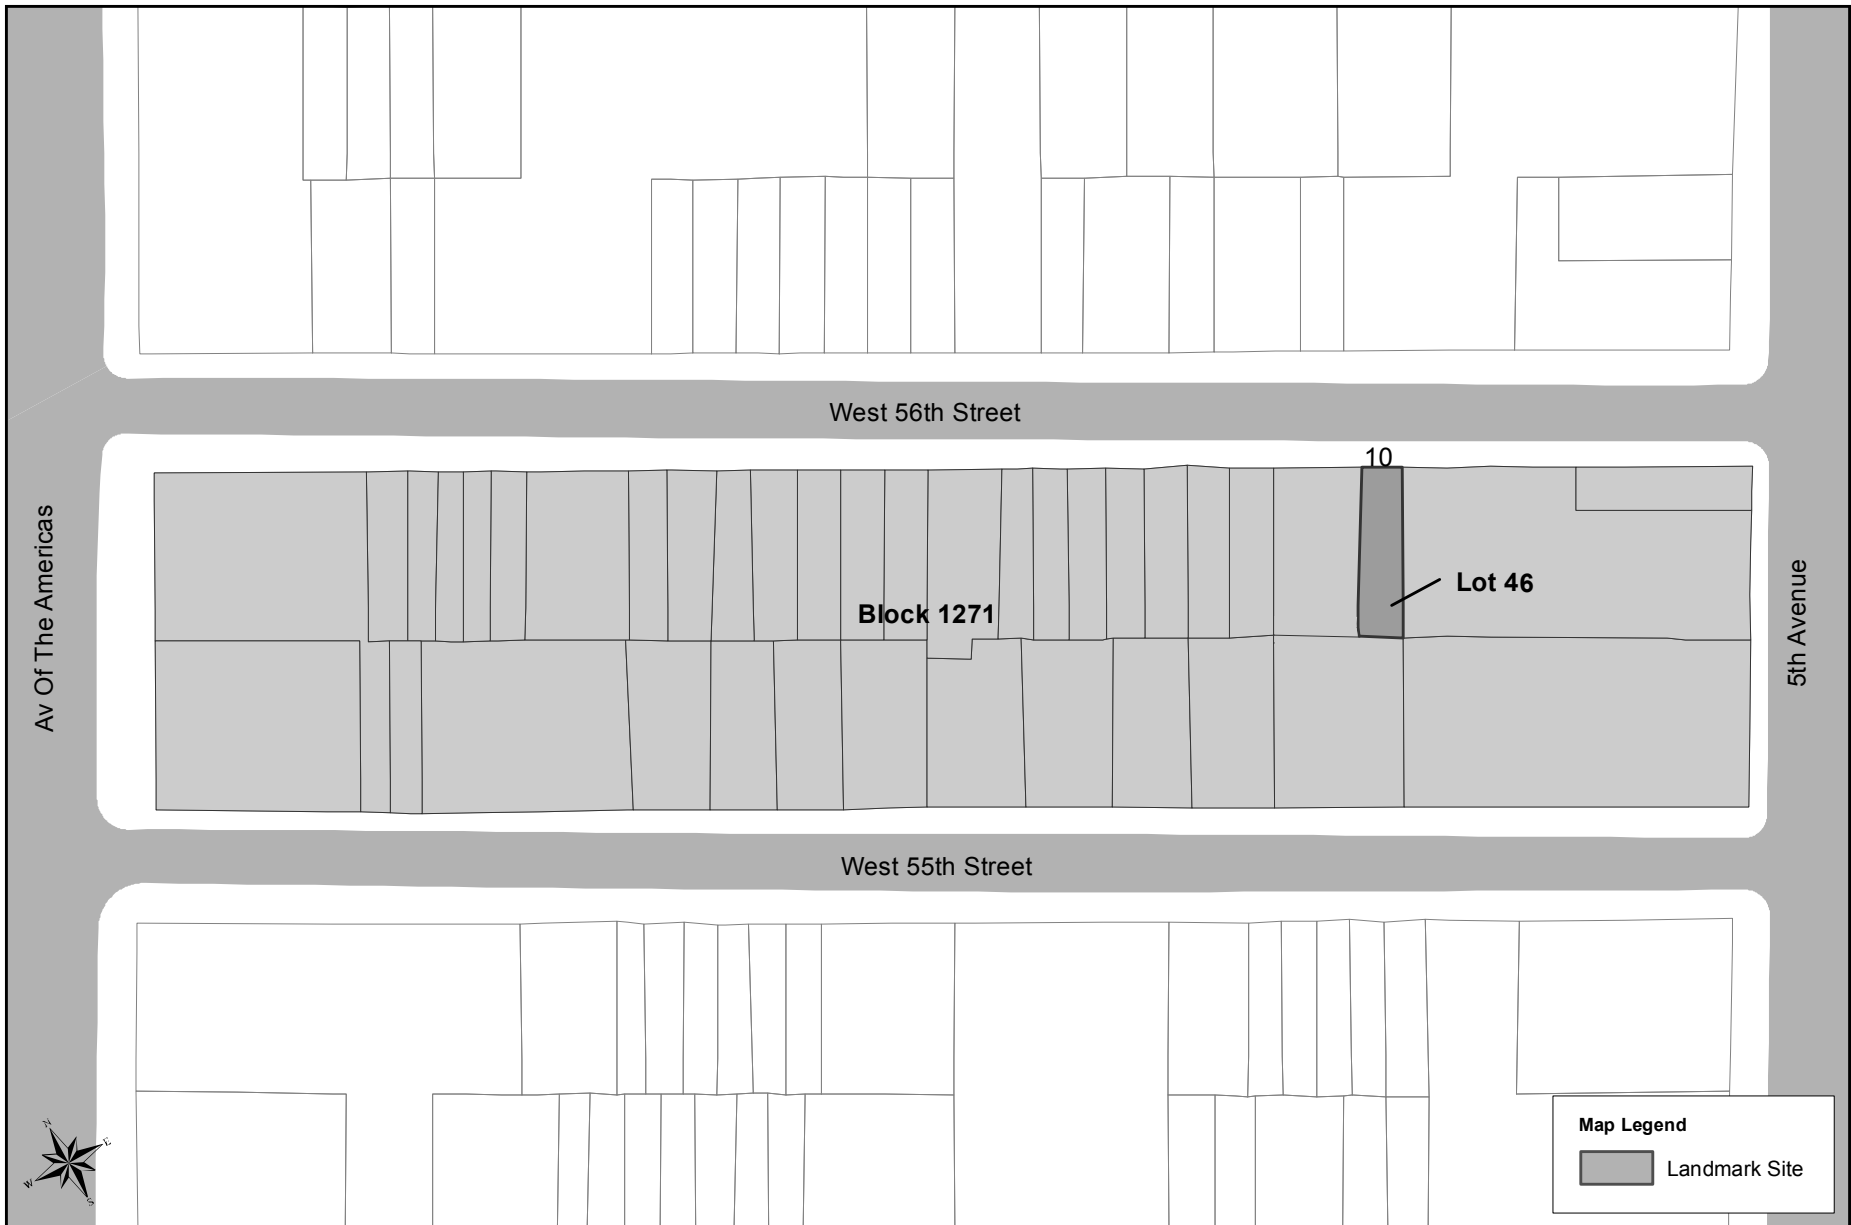 West 56th Street
10
Av Of The Americas
Lot 46
5th Avenue
Block 1271
West 55th Street
N
E
W
S
Map Legend
Landmark Site